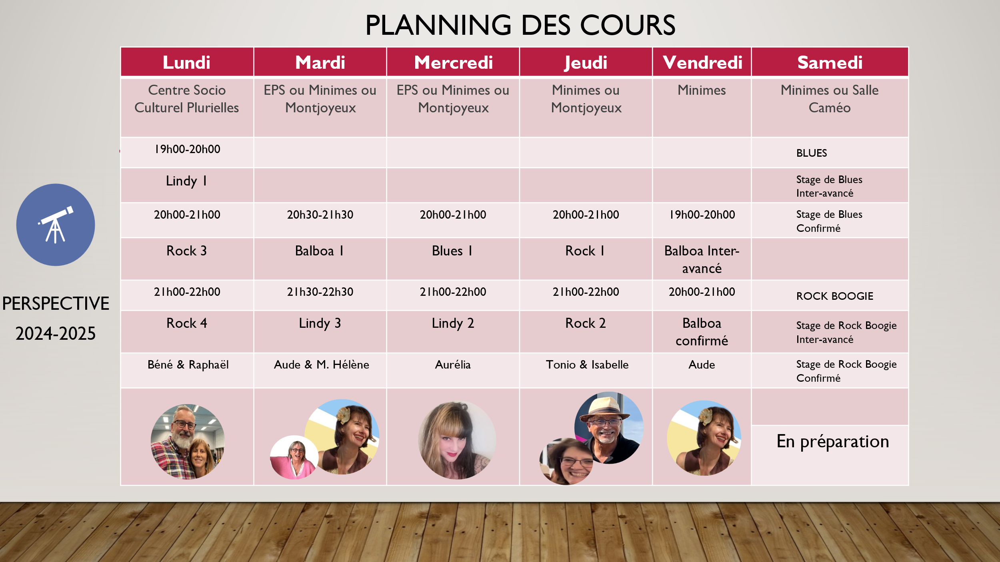 PLANNING DES COURS
Lundi
Mardi
Mercredi
Jeudi
Vendredi
Samedi
Centre Socio
Culturel Plurielles
EPS ou Minimes ou
Montjoyeux
EPS ou Minimes ou
Montjoyeux
Minimes ou
Montjoyeux
Minimes
Minimes ou Salle
Caméo
19h00-20h00
BLUES
Lindy 1
Stage de Blues
Inter-avancé
20h00-21h00
20h30-21h30
20h00-21h00
20h00-21h00
19h00-20h00
Stage de Blues
Confirmé
Rock 3
Balboa 1
Blues 1
Rock 1
Balboa Inter-
avancé
21h00-22h00
21h30-22h30
21h00-22h00
21h00-22h00
20h00-21h00
ROCK BOOGIE
Rock 4
Lindy 3
Lindy 2
Rock 2
Balboa
confirmé
Stage de Rock Boogie
Inter-avancé
Béné & Raphaël
Aude & M. Hélène
Aurélia
Tonio & Isabelle
Aude
Stage de Rock Boogie
Confirmé
En préparation
PERSPECTIVE
2024-2025